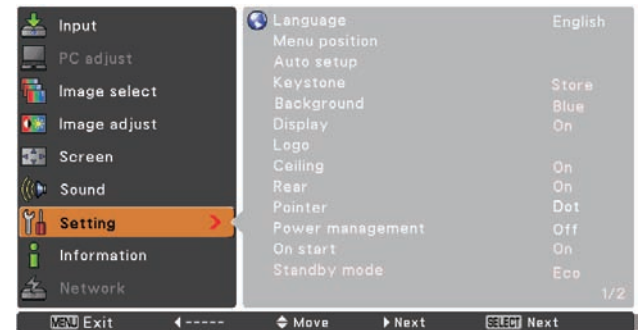 Input
PC adjust
Image select
Image adjust
Screen
Sound
Setting
Information
Network
Language English
Menu position
Auto setup
Keystone Store
Background Blue
Display On
Logo
Ceiling On
Rear On
Pointer Dot
Power management Off
On start On
Standby mode Eco
1/2
MENU Exit ----- Move Next SELECT Next